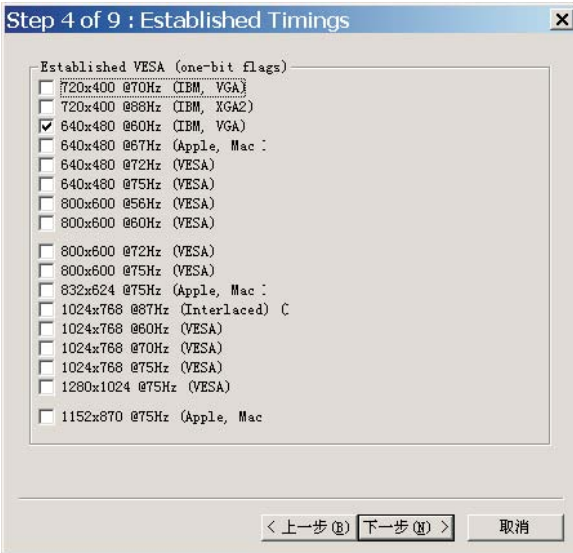 Step 4 of 9 : Established Timings
Established VESA (one-bit flags)
720x400 @70Hz (IBM, VGA)
720x400 @88Hz (IBM, XGA2)
640x480 @60Hz (IBM, VGA)
640x480 @67Hz (Apple, Mac
640x480 @72Hz (VESA)
640x480 @75Hz (VESA)
800x600 @56Hz (VESA)
800x600 @60Hz (VESA)
800x600 @72Hz (VESA)
800x600 @75Hz (VESA)
832x624 @75Hz (Apple, Mac
1024x768 @87Hz (Interlaced)
1024x768 @60Hz (VESA)
1024x768 @70Hz (VESA)
1024x768 @75Hz (VESA)
1280x1024 @75Hz (VESA)
1152x870 @75Hz (Apple, Mac
< 上一步(B) 下一步(N) > 取消